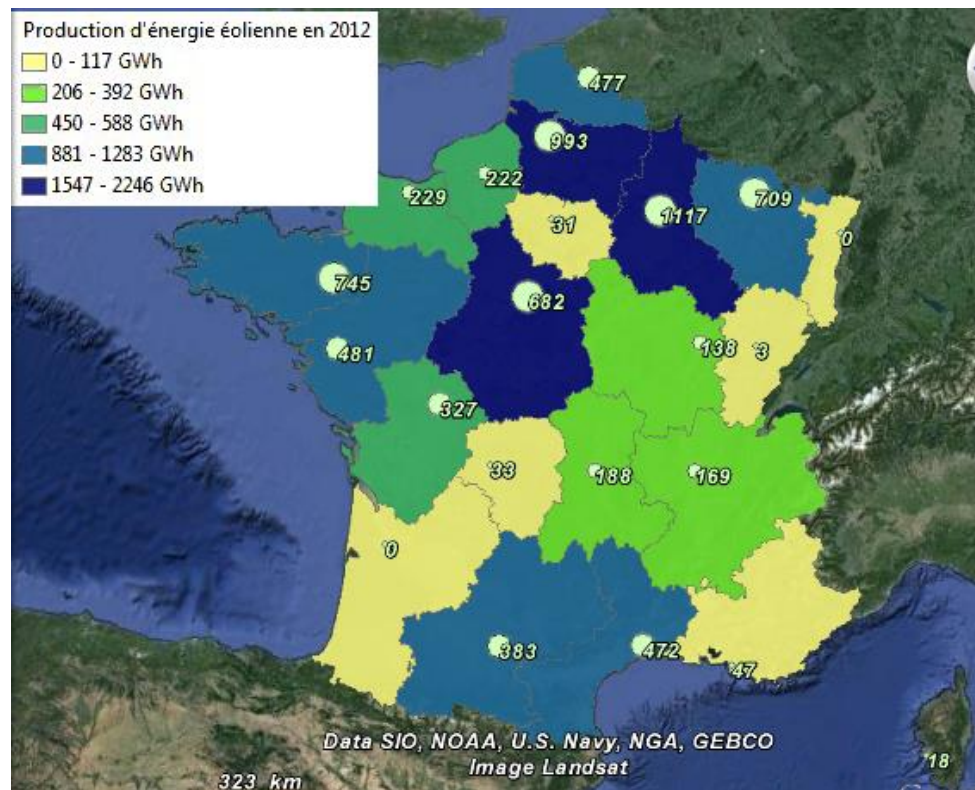 Production d'énergie éolienne en 2012
0 - 117 GWh
206 - 392 GWh
450 - 588 GWh
881 - 1283 GWh
1547 - 2246 GWh
477
993
222
229
1117
709
31
0
745
682
481
138
3
327
33
188
169
0
383
472
47
Data SIO, NOAA, U.S. Navy, NGA, GEBCO
Image Landsat
18
323 km